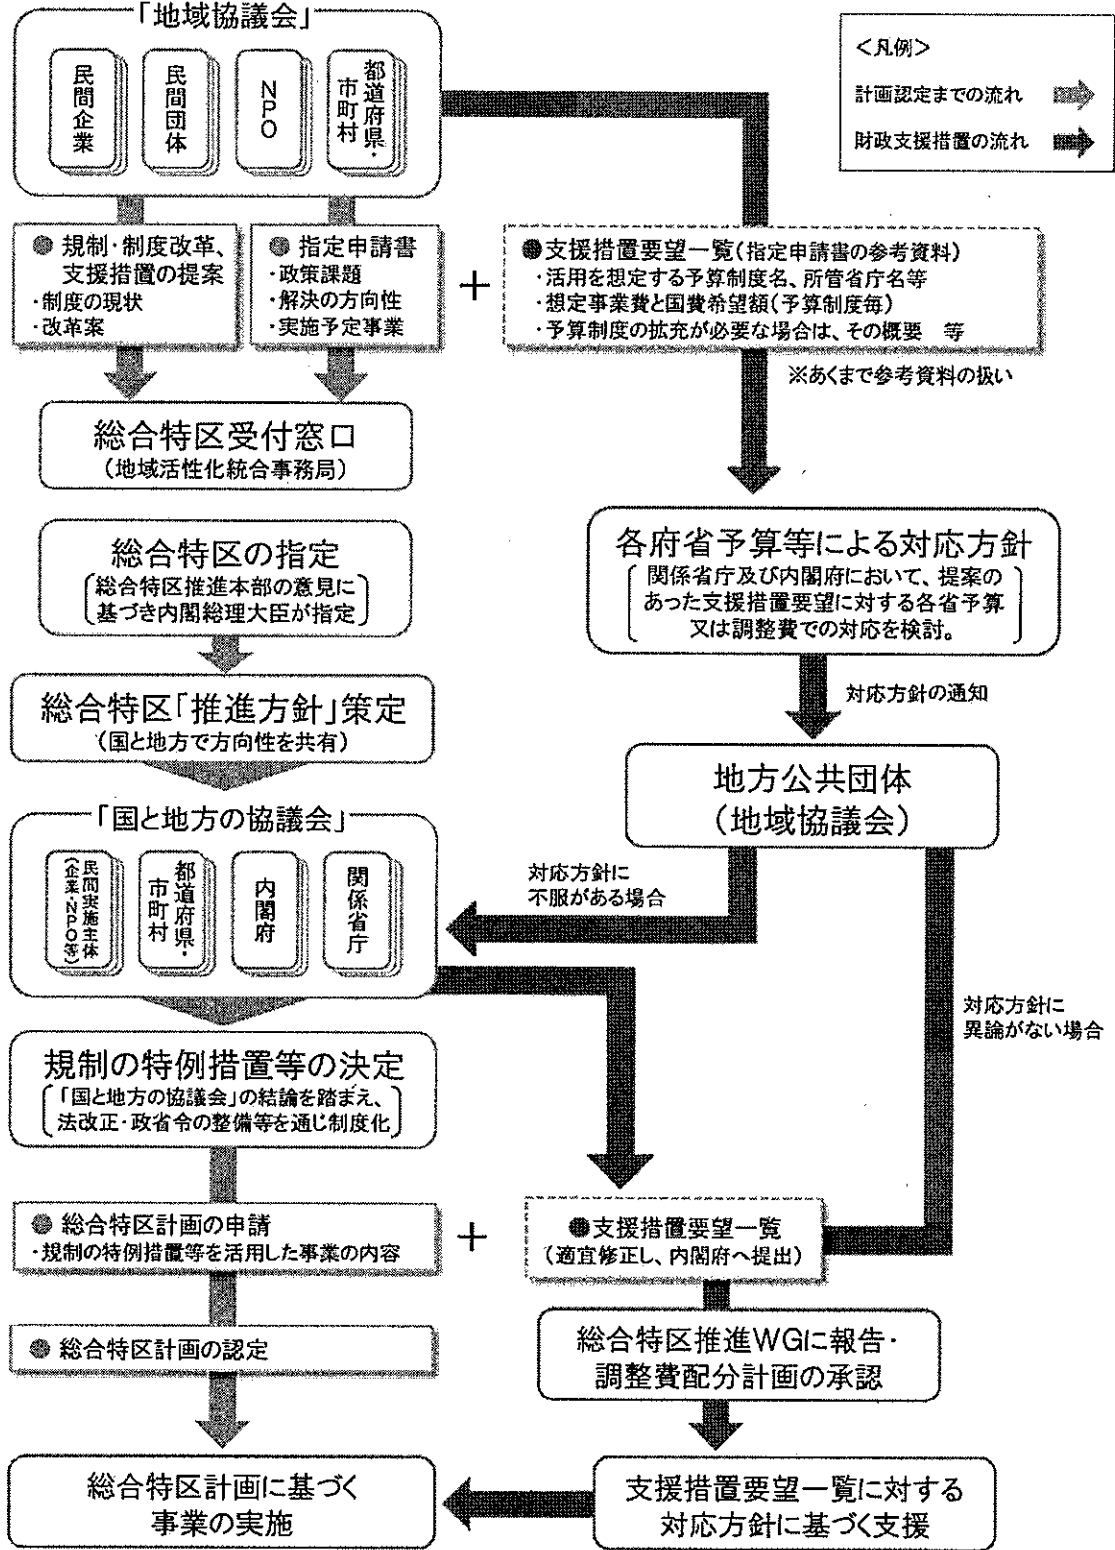 「地域協議会」
民間企業
民間団体
NPO
都道府県・
市町村
<凡例>
計画認定までの流れ
財政支援措置の流れ
● 規制・制度改革、
支援措置の提案
・制度の現状
・改革案
● 指定申請書
・政策課題
・解決の方向性
・実施予定事業
+
●支援措置要望一覧(指定申請書の参考資料)
・活用を想定する予算制度名、所管省庁名等
・想定事業費と国費希望額(予算制度毎)
・予算制度の拡充が必要な場合は、その概要 等
※あくまで参考資料の扱い
総合特区受付窓口
(地域活性化統合事務局)
総合特区の指定
総合特区推進本部の意見に
基づき内閣総理大臣が指定
各府省予算等による対応方針
関係省庁及び内閣府において、提案の
あった支援措置要望に対する各省予算
又は調整費での対応を検討。
総合特区「推進方針」策定
(国と地方で方向性を共有)
対応方針の通知
地方公共団体
(地域協議会)
「国と地方の協議会」
民間実施主体
(企業・NPO等)
都道府県・
市町村
内閣府
関係省庁
対応方針に
不服がある場合
対応方針に
異論がない場合
規制の特例措置等の決定
「国と地方の協議会」の結論を踏まえ、
法改正・政省令の整備等を通じ制度化
● 総合特区計画の申請
・規制の特例措置等を活用した事業の内容
+
●支援措置要望一覧
(適宜修正し、内閣府へ提出)
● 総合特区計画の認定
総合特区推進WGに報告・
調整費配分計画の承認
総合特区計画に基づく
事業の実施
支援措置要望一覧に対する
対応方針に基づく支援